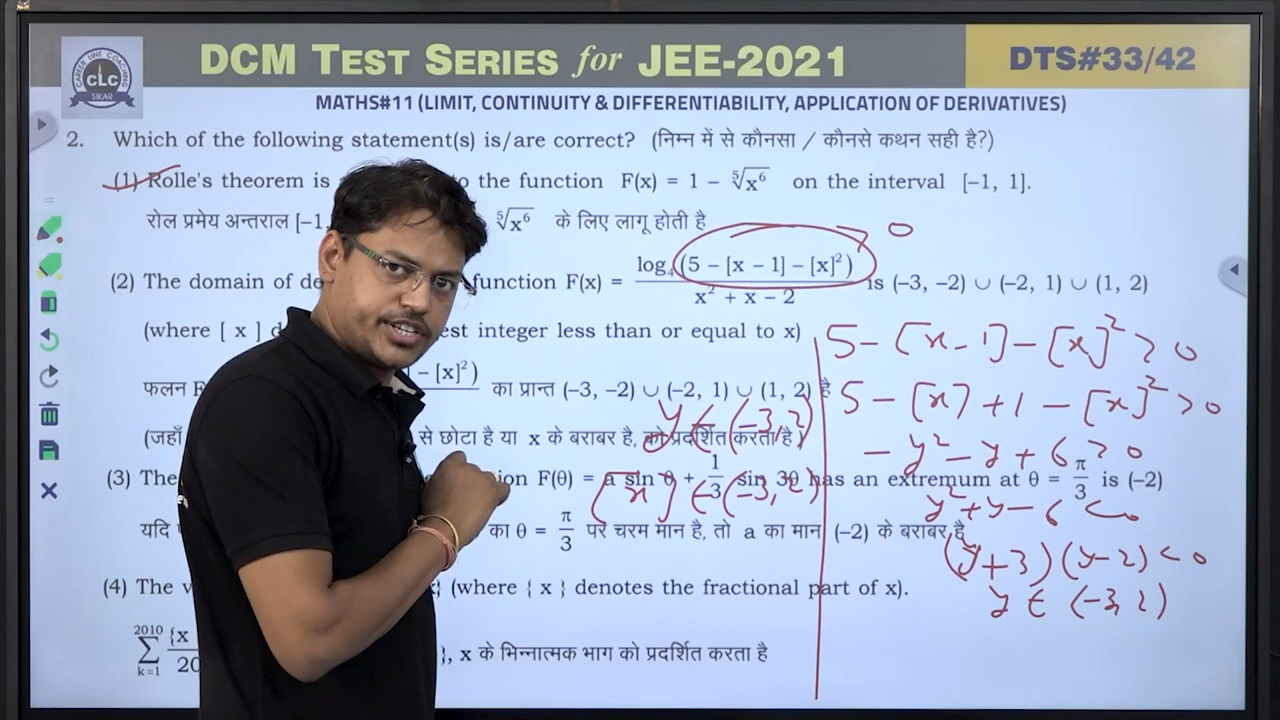 CAREER LINE COACHING
CLC
SIKAR
DCM TEST SERIES for JEE-2021
DTS#33/42
MATHS#11 (LIMIT, CONTINUITY & DIFFERENTIABILITY, APPLICATION OF DERIVATIVES)
2. Which of the following statement(s) is/are correct? (निम्न में से कौनसा / कौनसे कथन सही है?)
(1) Rolle's theorem is to the function F(x) = 1 – ⁵√x⁶ on the interval [–1, 1].
रोल प्रमेय अन्तराल [–1, ⁵√x⁶ के लिए लागू होती है
0
(2) The domain of de function F(x) = log₄(5 – [x – 1] – [x]²) / x² + x – 2 is (–3, –2) ∪ (–2, 1) ∪ (1, 2)
(where [ x ] d est integer less than or equal to x)
फलन F – [x]²) का प्रान्त (–3, –2) ∪ (–2, 1) ∪ (1, 2) है
(जहाँ से छोटा है या x के बराबर है, को प्रदर्शित करता है)
(3) The ion F(θ) = a sin θ + 1/3 sin 3θ has an extremum at θ = π/3 is (–2)
यदि का θ = π/3 पर चरम मान है, तो a का मान (–2) के बराबर है
(4) The v (where { x } denotes the fractional part of x).
2010 ∑ k=1 {x 20 }, x के भिन्नात्मक भाग को प्रदर्शित करता है
y ∈ (-3, 2)
[x] ∈ (-3, 2)
5 - [x-1] - [x]² > 0
5 - [x] + 1 - [x]² > 0
- y² - y + 6 > 0
y² + y - 6 < 0
(y+3)(y-2) < 0
y ∈ (-3, 2)